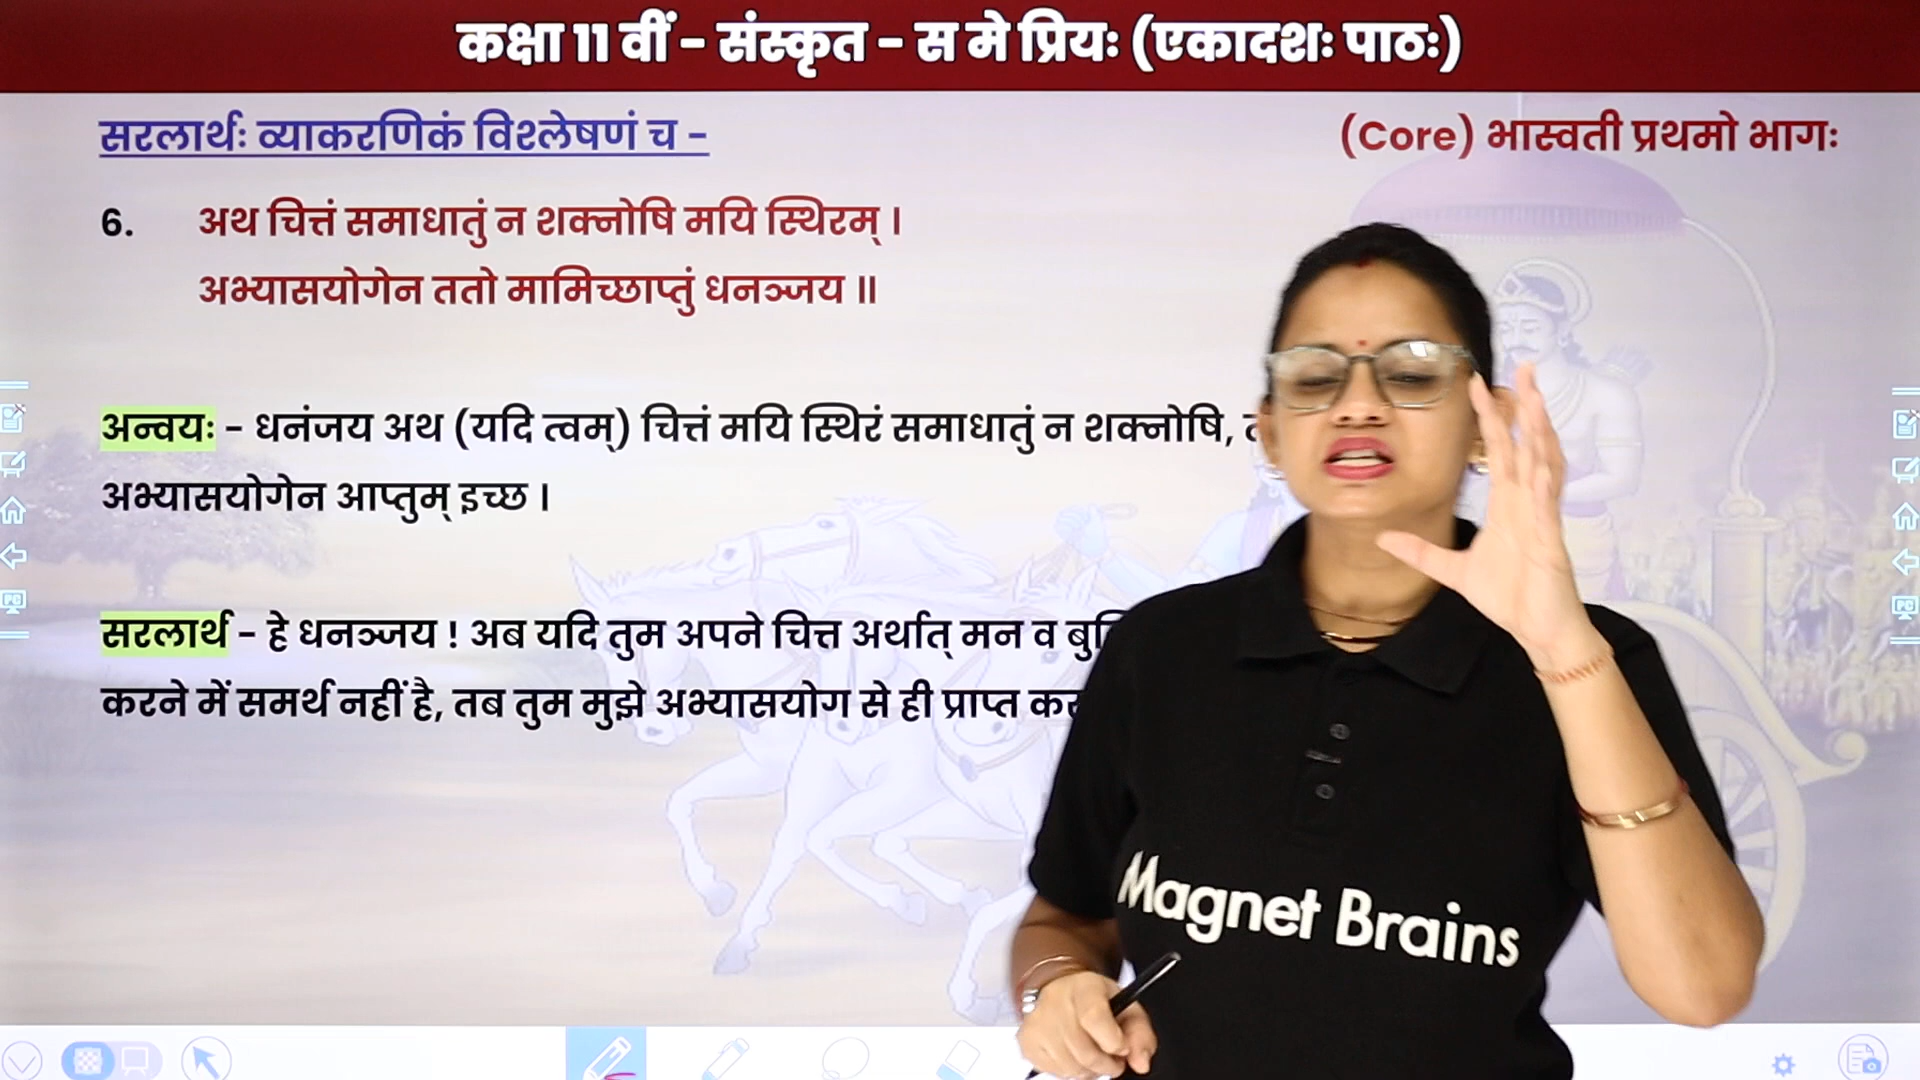 कक्षा 11 वीं - संस्कृत - स मे प्रियः (एकादशः पाठः)
सरलार्थः व्याकरणिकं विश्लेषणं च -
(Core) भास्वती प्रथमो भागः
6. अथ चित्तं समाधातुं न शक्नोषि मयि स्थिरम् ।
अभ्यासयोगेन ततो मामिच्छाप्तुं धनञ्जय ॥
अन्वयः - धनंजय अथ (यदि त्वम्) चित्तं मयि स्थिरं समाधातुं न शक्नोषि,
अभ्यासयोगेन आप्तुम् इच्छ ।
सरलार्थ - हे धनञ्जय ! अब यदि तुम अपने चित्त अर्थात् मन व
करने में समर्थ नहीं है, तब तुम मुझे अभ्यासयोग से ही प्राप्त
Magnet Brains